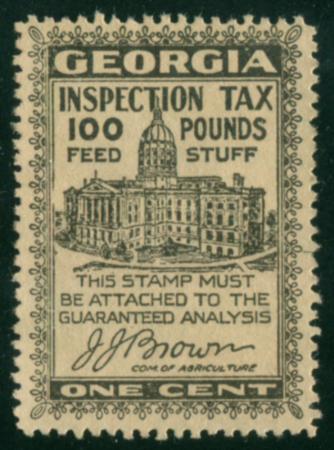 GEORGIA
INSPECTION TAX
100 POUNDS
FEED STUFF
THIS STAMP MUST
BE ATTACHED TO THE
GUARANTEED ANALYSIS
J.J. Brown
COM. OF AGRICULTURE
ONE CENT